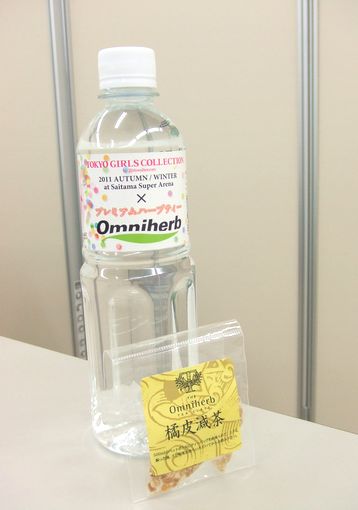 TOKYO GIRLS COLLECTION
2011 AUTUMN / WINTER
at Saitama Super Arena
×
プレミアムハーブティー
Omniherb
THE
Omniherb
橘皮減茶